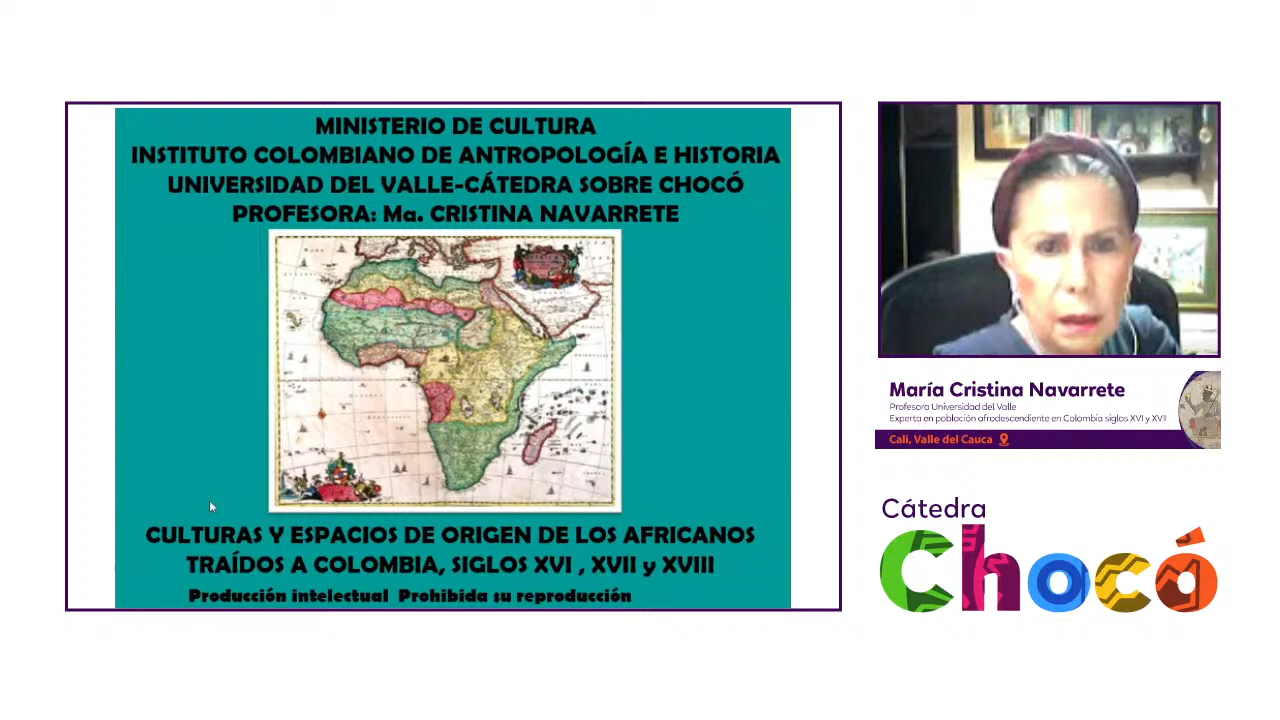 MINISTERIO DE CULTURA
INSTITUTO COLOMBIANO DE ANTROPOLOGÍA E HISTORIA
UNIVERSIDAD DEL VALLE-CÁTEDRA SOBRE CHOCÓ
PROFESORA: Ma. CRISTINA NAVARRETE
CULTURAS Y ESPACIOS DE ORIGEN DE LOS AFRICANOS
TRAÍDOS A COLOMBIA, SIGLOS XVI , XVII y XVIII
Producción intelectual Prohibida su reproducción
María Cristina Navarrete
Profesora Universidad del Valle
Experta en población afrodescendiente en Colombia siglos XVI y XVII
Cali, Valle del Cauca
Cátedra
Chocó